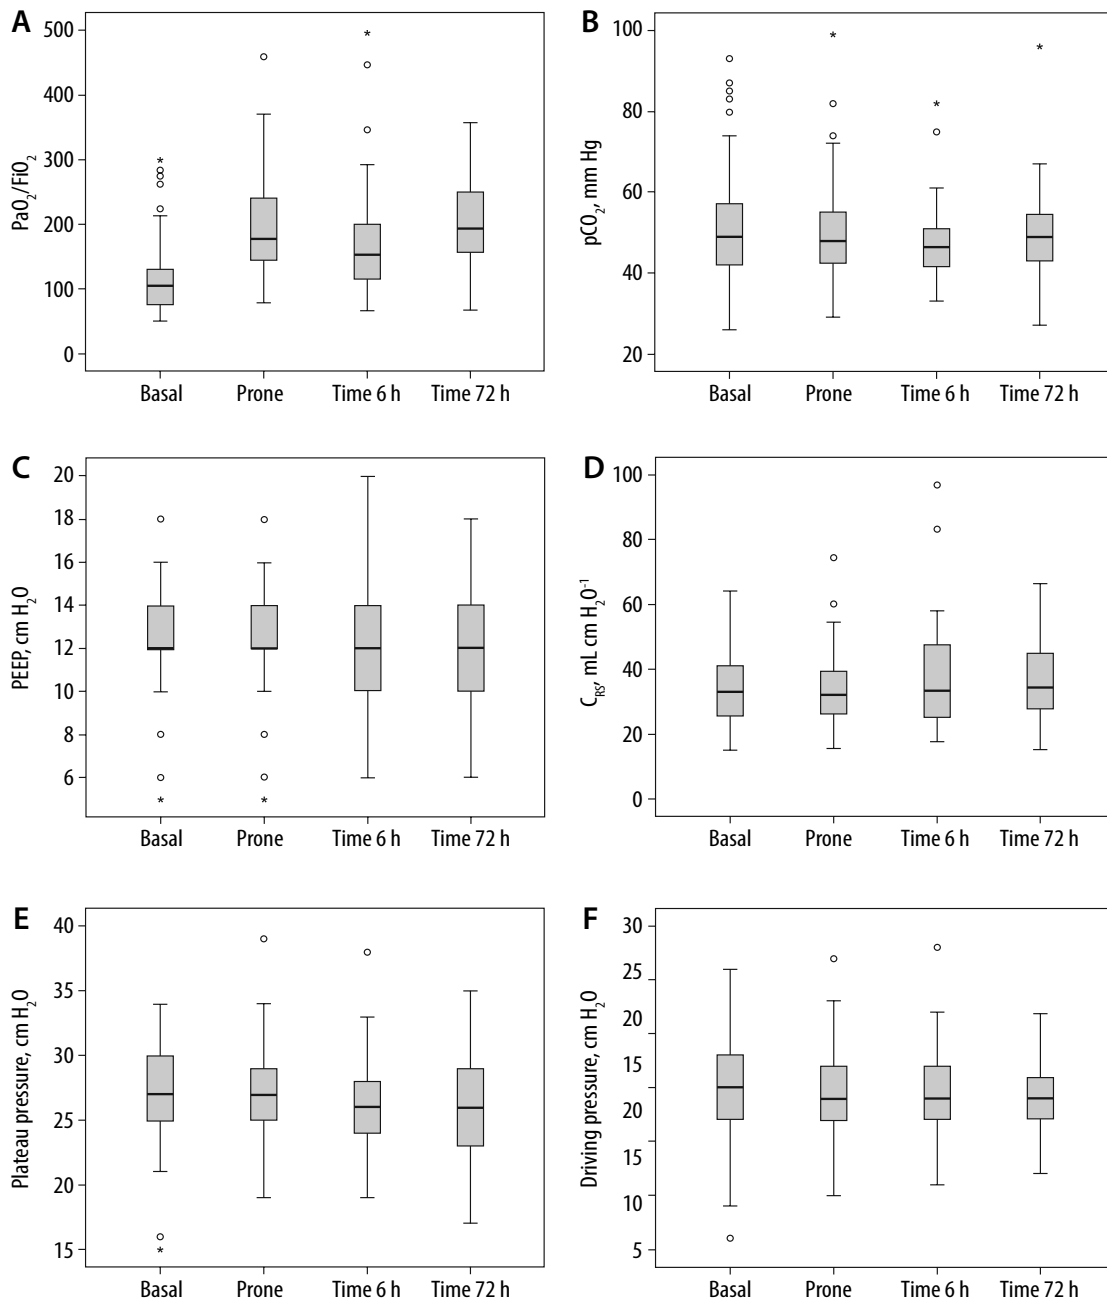 A
500
400
300
200
100
0
PaO2/FiO2
Basal Prone Time 6 h Time 72 h
B
100
80
60
40
20
pCO2, mm Hg
Basal Prone Time 6 h Time 72 h
C
20
18
16
14
12
10
8
6
PEEP, cm H2O
Basal Prone Time 6 h Time 72 h
D
100
80
60
40
20
0
CRS, mL cm H2O-1
Basal Prone Time 6 h Time 72 h
E
40
35
30
25
20
15
Plateau pressure, cm H2O
Basal Prone Time 6 h Time 72 h
F
30
25
20
15
20
15
10
5
Driving pressure, cm H2O
Basal Prone Time 6 h Time 72 h